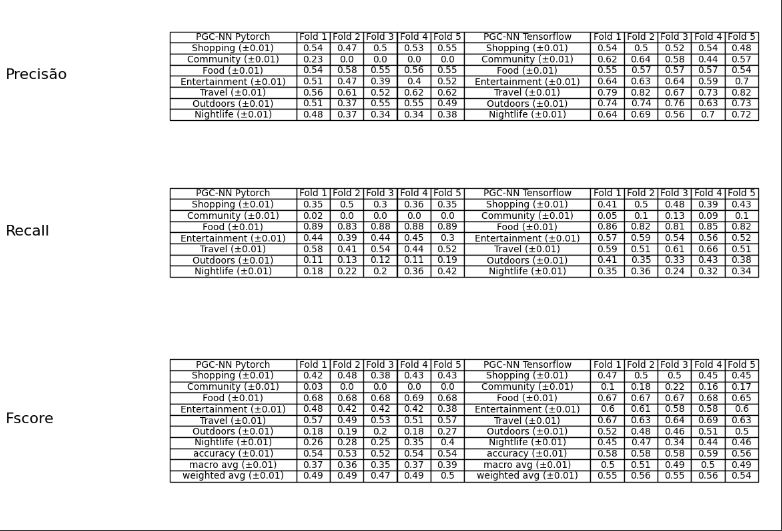 Precisão
PGC-NN Pytorch Fold 1 Fold 2 Fold 3 Fold 4 Fold 5 PGC-NN Tensorflow Fold 1 Fold 2 Fold 3 Fold 4 Fold 5
Shopping (±0.01) 0.54 0.47 0.5 0.53 0.55 Shopping (±0.01) 0.54 0.5 0.52 0.54 0.48
Community (±0.01) 0.23 0.0 0.0 0.0 0.0 Community (±0.01) 0.62 0.64 0.58 0.44 0.57
Food (±0.01) 0.54 0.58 0.55 0.56 0.55 Food (±0.01) 0.55 0.57 0.57 0.57 0.54
Entertainment (±0.01) 0.51 0.47 0.39 0.4 0.52 Entertainment (±0.01) 0.64 0.63 0.64 0.59 0.7
Travel (±0.01) 0.56 0.61 0.52 0.62 0.62 Travel (±0.01) 0.79 0.82 0.67 0.73 0.82
Outdoors (±0.01) 0.51 0.37 0.55 0.55 0.49 Outdoors (±0.01) 0.74 0.74 0.76 0.63 0.73
Nightlife (±0.01) 0.48 0.37 0.34 0.34 0.38 Nightlife (±0.01) 0.64 0.69 0.56 0.7 0.72
Recall
PGC-NN Pytorch Fold 1 Fold 2 Fold 3 Fold 4 Fold 5 PGC-NN Tensorflow Fold 1 Fold 2 Fold 3 Fold 4 Fold 5
Shopping (±0.01) 0.35 0.5 0.3 0.36 0.35 Shopping (±0.01) 0.41 0.5 0.48 0.39 0.43
Community (±0.01) 0.02 0.0 0.0 0.0 0.0 Community (±0.01) 0.05 0.1 0.13 0.09 0.1
Food (±0.01) 0.89 0.83 0.88 0.88 0.89 Food (±0.01) 0.86 0.82 0.81 0.85 0.82
Entertainment (±0.01) 0.44 0.39 0.44 0.45 0.3 Entertainment (±0.01) 0.57 0.59 0.54 0.56 0.52
Travel (±0.01) 0.58 0.41 0.54 0.44 0.52 Travel (±0.01) 0.59 0.51 0.61 0.66 0.51
Outdoors (±0.01) 0.11 0.13 0.12 0.11 0.19 Outdoors (±0.01) 0.41 0.35 0.33 0.43 0.38
Nightlife (±0.01) 0.18 0.22 0.2 0.36 0.42 Nightlife (±0.01) 0.35 0.36 0.24 0.32 0.34
Fscore
PGC-NN Pytorch Fold 1 Fold 2 Fold 3 Fold 4 Fold 5 PGC-NN Tensorflow Fold 1 Fold 2 Fold 3 Fold 4 Fold 5
Shopping (±0.01) 0.42 0.48 0.38 0.43 0.43 Shopping (±0.01) 0.47 0.5 0.5 0.45 0.45
Community (±0.01) 0.03 0.0 0.0 0.0 0.0 Community (±0.01) 0.1 0.18 0.22 0.16 0.17
Food (±0.01) 0.68 0.68 0.68 0.69 0.68 Food (±0.01) 0.67 0.67 0.67 0.68 0.65
Entertainment (±0.01) 0.48 0.42 0.42 0.42 0.38 Entertainment (±0.01) 0.6 0.61 0.58 0.58 0.6
Travel (±0.01) 0.57 0.49 0.53 0.51 0.57 Travel (±0.01) 0.67 0.63 0.64 0.69 0.63
Outdoors (±0.01) 0.18 0.19 0.2 0.18 0.27 Outdoors (±0.01) 0.52 0.48 0.46 0.51 0.5
Nightlife (±0.01) 0.26 0.28 0.25 0.35 0.4 Nightlife (±0.01) 0.45 0.47 0.34 0.44 0.46
accuracy (±0.01) 0.54 0.53 0.52 0.54 0.54 accuracy (±0.01) 0.58 0.58 0.58 0.59 0.56
macro avg (±0.01) 0.37 0.36 0.35 0.37 0.39 macro avg (±0.01) 0.5 0.51 0.49 0.5 0.49
weighted avg (±0.01) 0.49 0.49 0.47 0.49 0.5 weighted avg (±0.01) 0.55 0.56 0.55 0.56 0.54